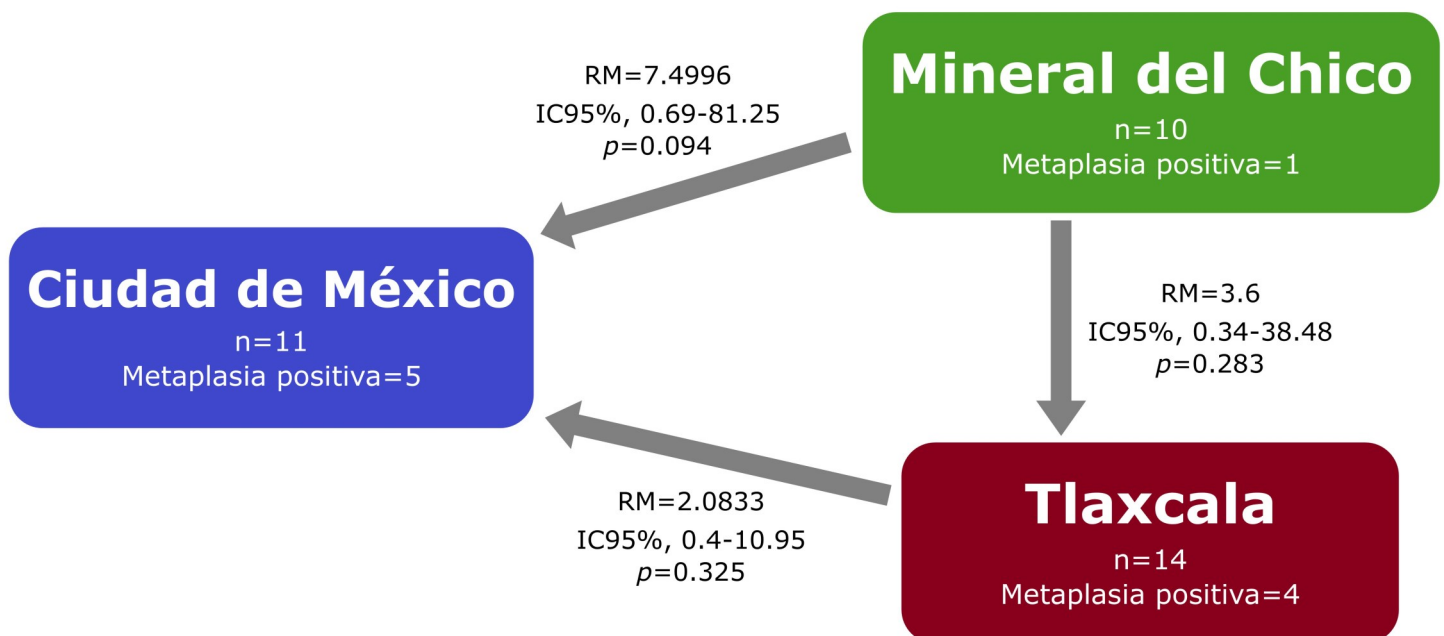 RM=7.4996
IC95%, 0.69-81.25
p=0.094
Mineral del Chico
n=10
Metaplasia positiva=1
Ciudad de México
n=11
Metaplasia positiva=5
RM=3.6
IC95%, 0.34-38.48
p=0.283
RM=2.0833
IC95%, 0.4-10.95
p=0.325
Tlaxcala
n=14
Metaplasia positiva=4